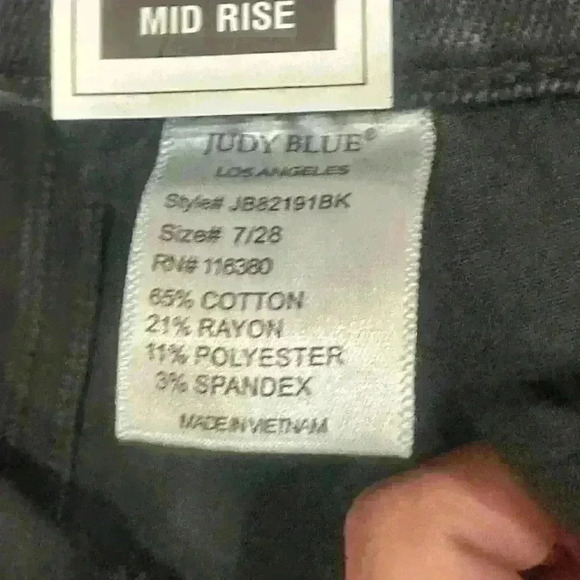 MID RISE
JUDY BLUE®
LOS ANGELES
Style# JB82191BK
Size# 7/28
RN# 116380
65% COTTON
21% RAYON
11% POLYESTER
3% SPANDEX
MADE IN VIETNAM